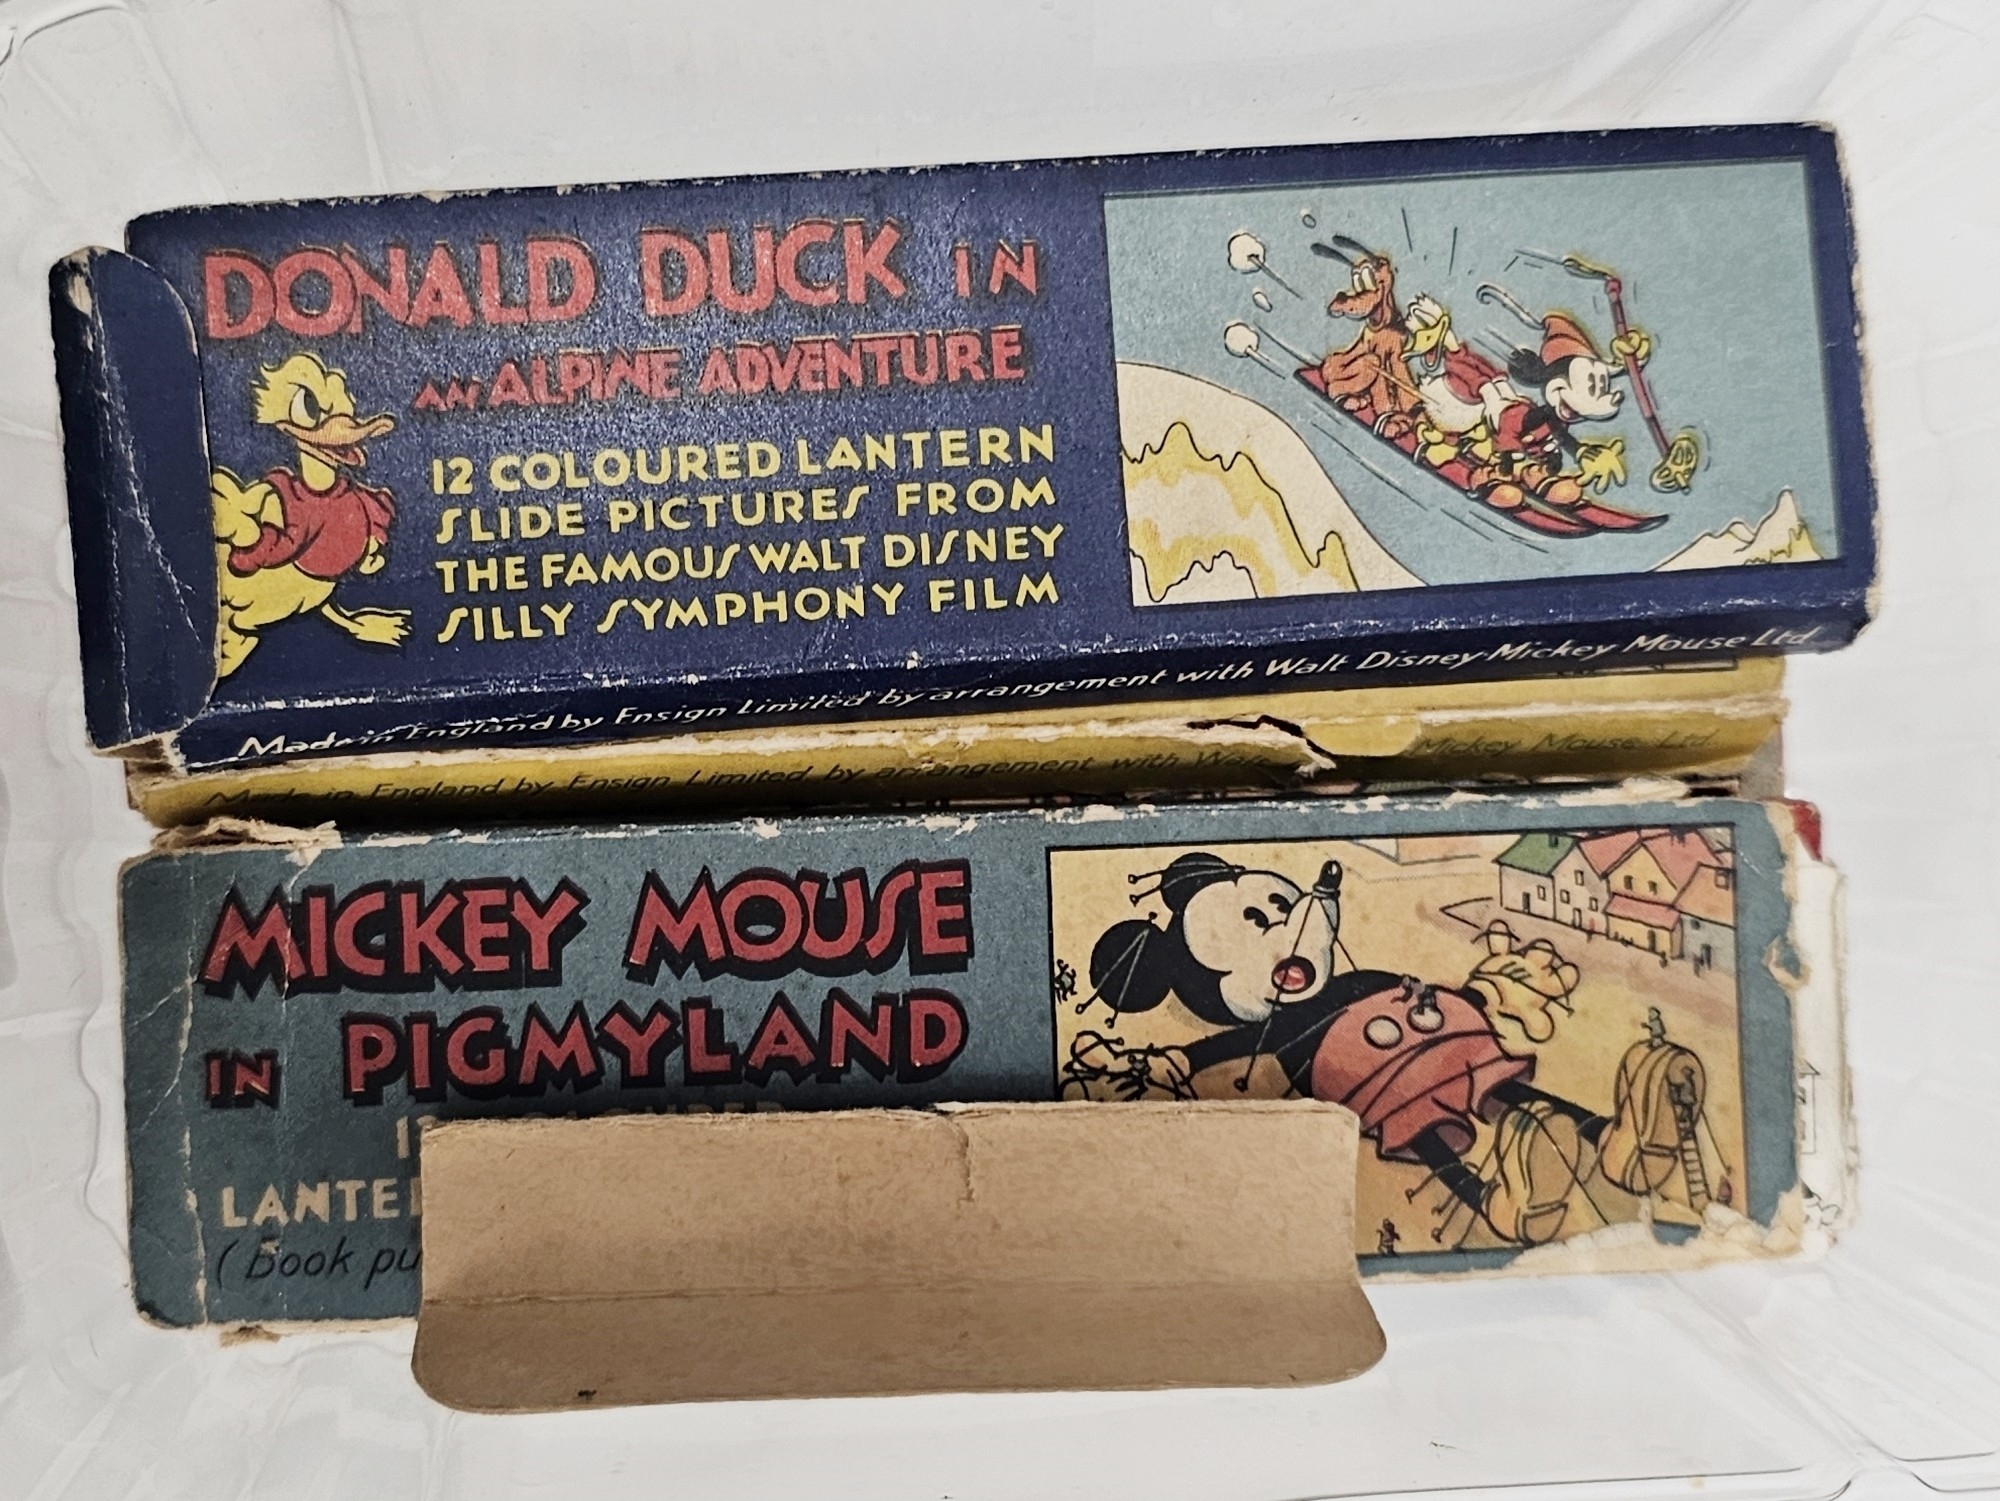 DONALD DUCK IN
AN ALPINE ADVENTURE
12 COLOURED LANTERN
SLIDE PICTURES FROM
THE FAMOUS WALT DISNEY
SILLY SYMPHONY FILM
Made in England by Ensign Limited by arrangement with Walt Disney-Mickey Mouse Ltd.
Made in England by Ensign Limited by arrangement with Mickey Mouse Ltd.
MICKEY MOUSE
IN PIGMYLAND
(book